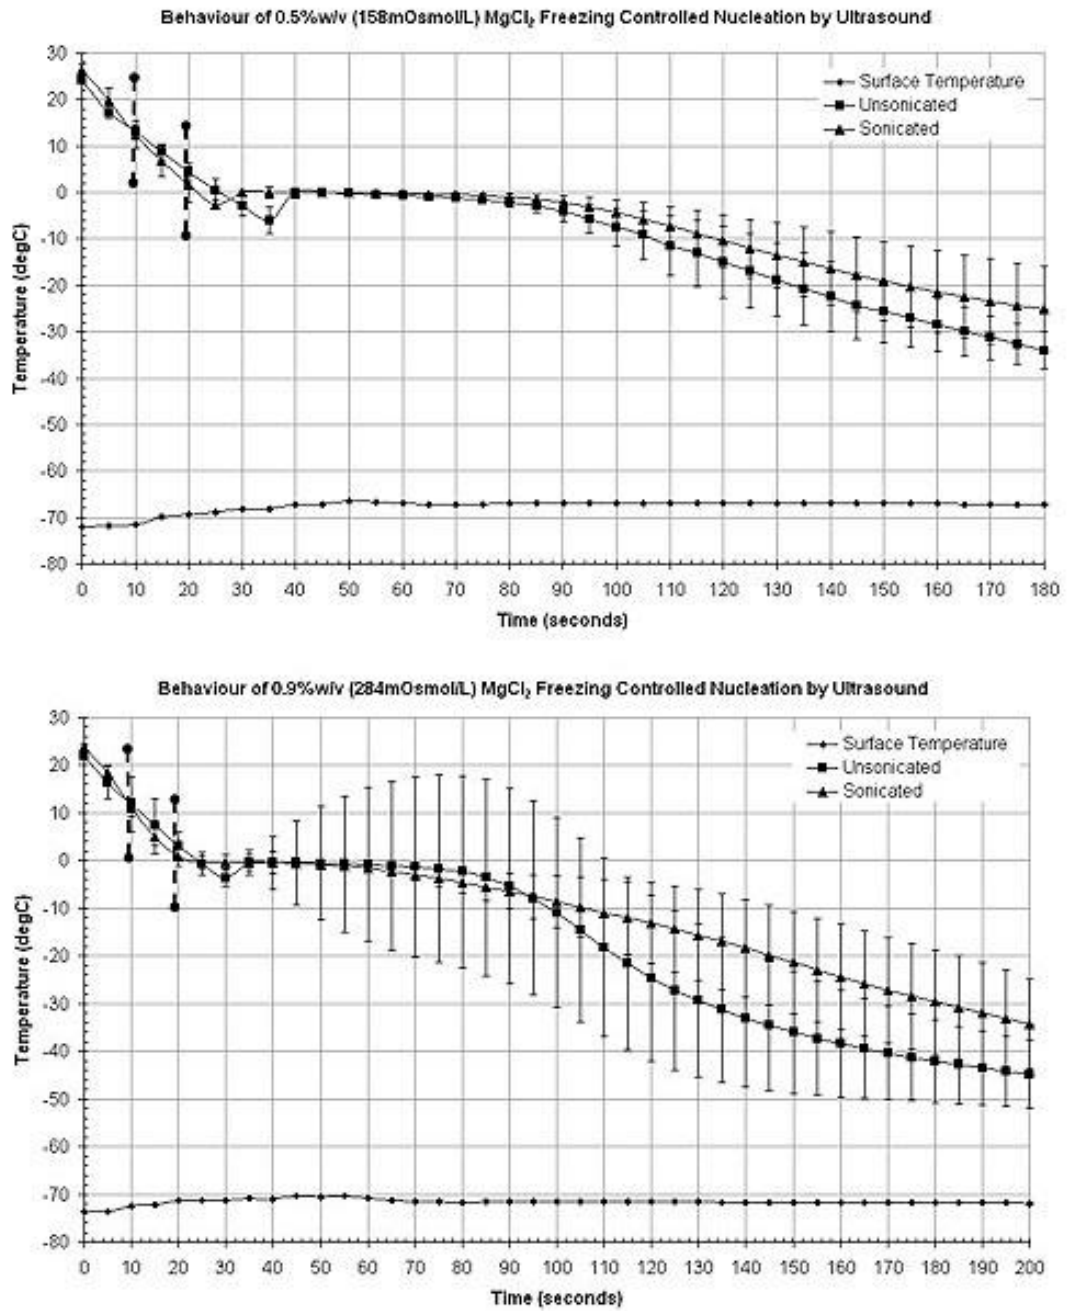 Behaviour of 0.5%w/v (158mOsmol/L) MgCl₂ Freezing Controlled Nucleation by Ultrasound
30
20
10
0
-10
-20
-30
-40
-50
-60
-70
-80
Temperature (degC)
Surface Temperature
Unsonicated
Sonicated
0 10 20 30 40 50 60 70 80 90 100 110 120 130 140 150 160 170 180
Time (seconds)
Behaviour of 0.9%w/v (284mOsmol/L) MgCl₂ Freezing Controlled Nucleation by Ultrasound
30
20
10
0
-10
-20
-30
-40
-50
-60
-70
-80
Temperature (degC)
Surface Temperature
Unsonicated
Sonicated
0 10 20 30 40 50 60 70 80 90 100 110 120 130 140 150 160 170 180 190 200
Time (seconds)